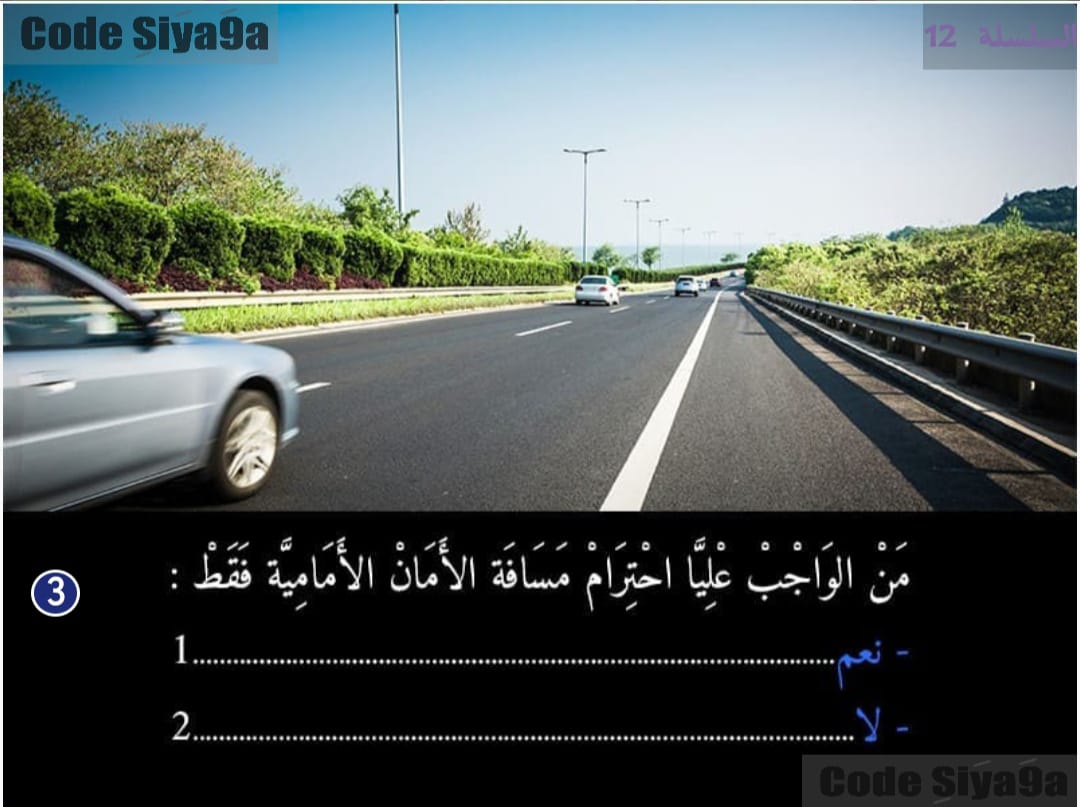 Code Siya9a
السلسلة 12
3
مَنْ الوَاجْبْ عْلِيَّا احْتِرَامْ مَسَافَة الأَمَانْ الأَمَامِيَّة فَقَطْ :
- نعم 1
- لا 2
Code Siya9a